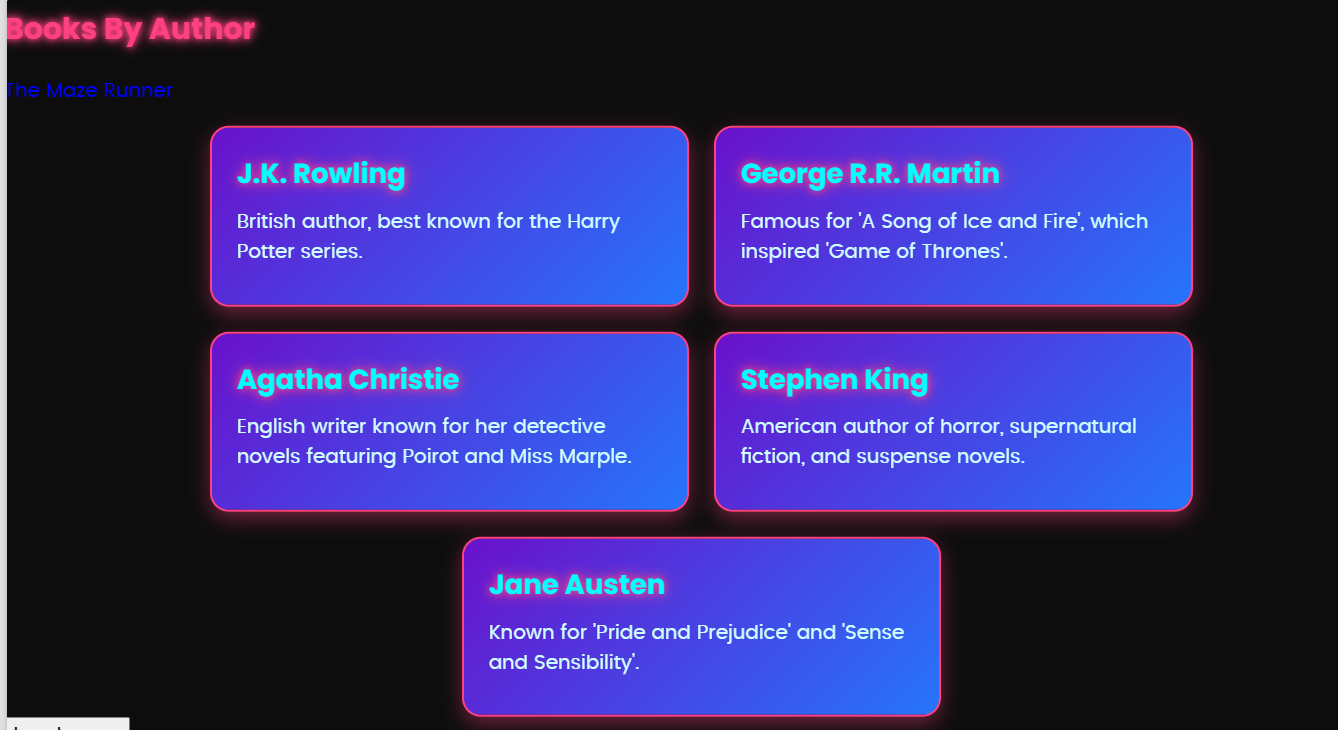 Books By Author
The Maze Runner
J.K. Rowling
British author, best known for the Harry
Potter series.
George R.R. Martin
Famous for 'A Song of Ice and Fire', which
inspired 'Game of Thrones'.
Agatha Christie
English writer known for her detective
novels featuring Poirot and Miss Marple.
Stephen King
American author of horror, supernatural
fiction, and suspense novels.
Jane Austen
Known for 'Pride and Prejudice' and 'Sense
and Sensibility'.